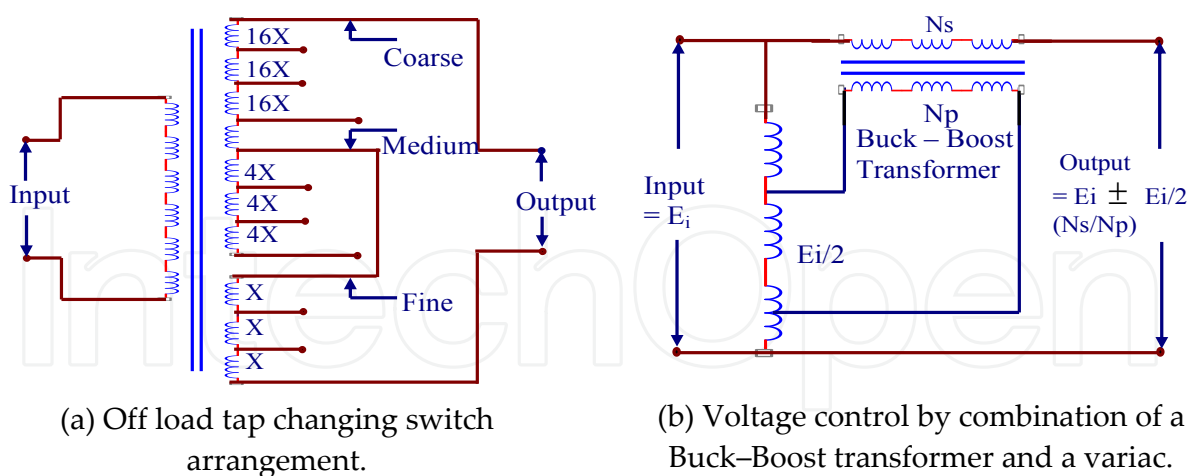 16X
16X
16X
Coarse
Medium
4X
4X
4X
Input
Output
X
X
X
Fine
(a) Off load tap changing switch
arrangement.
Ns
Np
Buck – Boost
Transformer
Input
= Ei
Ei/2
Output
= Ei ± Ei/2
(Ns/Np)
(b) Voltage control by combination of a
Buck–Boost transformer and a variac.
IntechOpen